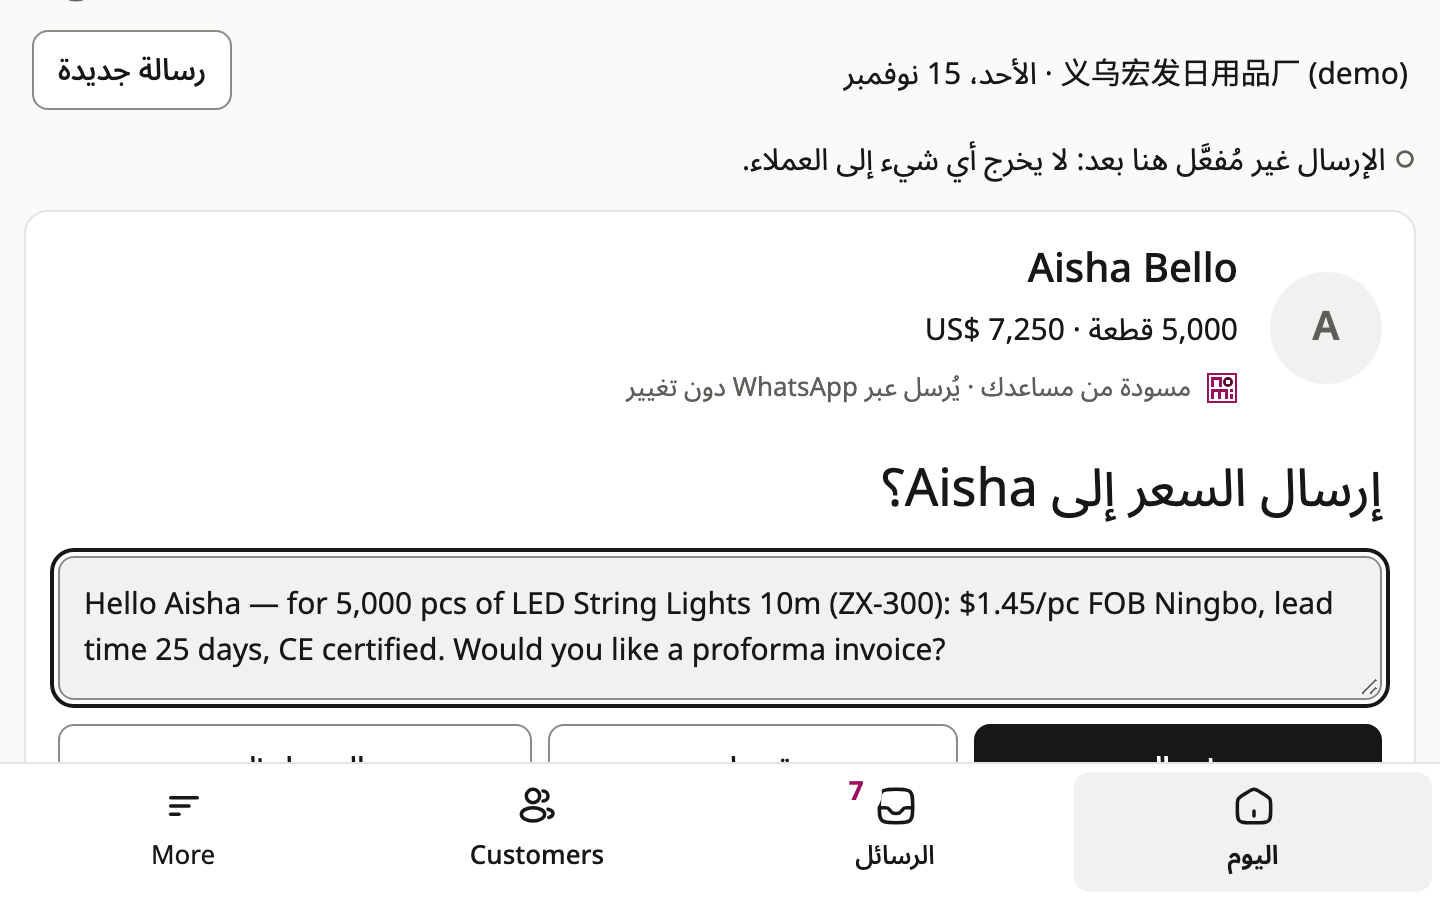 رسالة جديدة
义乌宏发日用品厂 (demo) · الأحد، 15 نوفمبر
الإرسال غير مُفعَّل هنا بعد: لا يخرج أي شيء إلى العملاء.
A
Aisha Bello
5,000 قطعة · US$ 7,250
مسودة من مساعدك · يُرسل عبر WhatsApp دون تغيير
إرسال السعر إلى Aisha؟
Hello Aisha — for 5,000 pcs of LED String Lights 10m (ZX-300): $1.45/pc FOB Ningbo, lead
time 25 days, CE certified. Would you like a proforma invoice?
اليوم
7
الرسائل
Customers
More